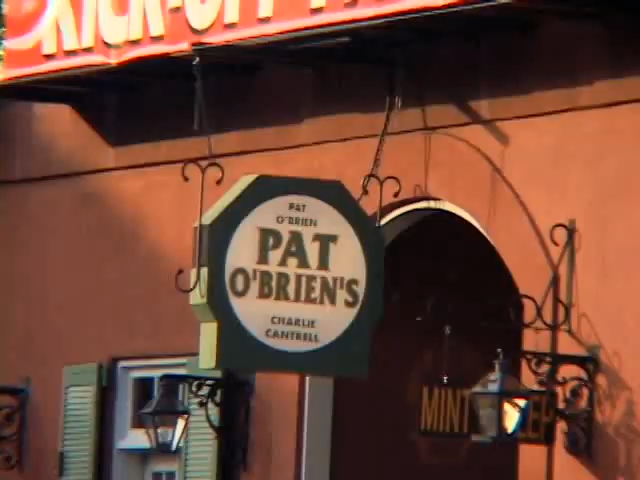 KICK-OFF
PAT
O'BRIEN
PAT
O'BRIEN'S
CHARLIE
CANTRELL
MINT